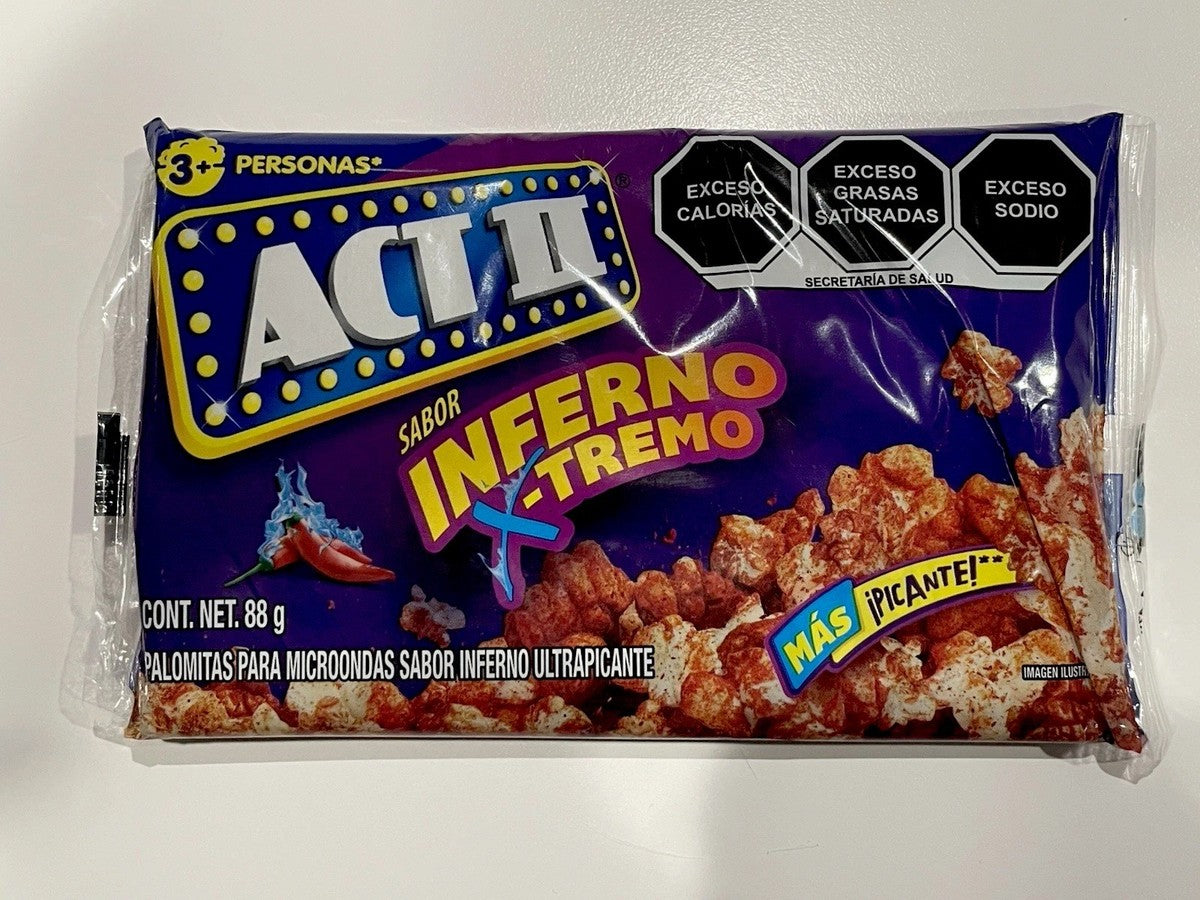 3+ PERSONAS*
ACT II®
SABOR
INFERNO
X-TREMO
EXCESO
CALORÍAS
EXCESO
GRASAS
SATURADAS
EXCESO
SODIO
SECRETARÍA DE SALUD
MÁS ¡PICANTE!**
CONT. NET. 88 g
PALOMITAS PARA MICROONDAS SABOR INFERNO ULTRAPICANTE
IMAGEN